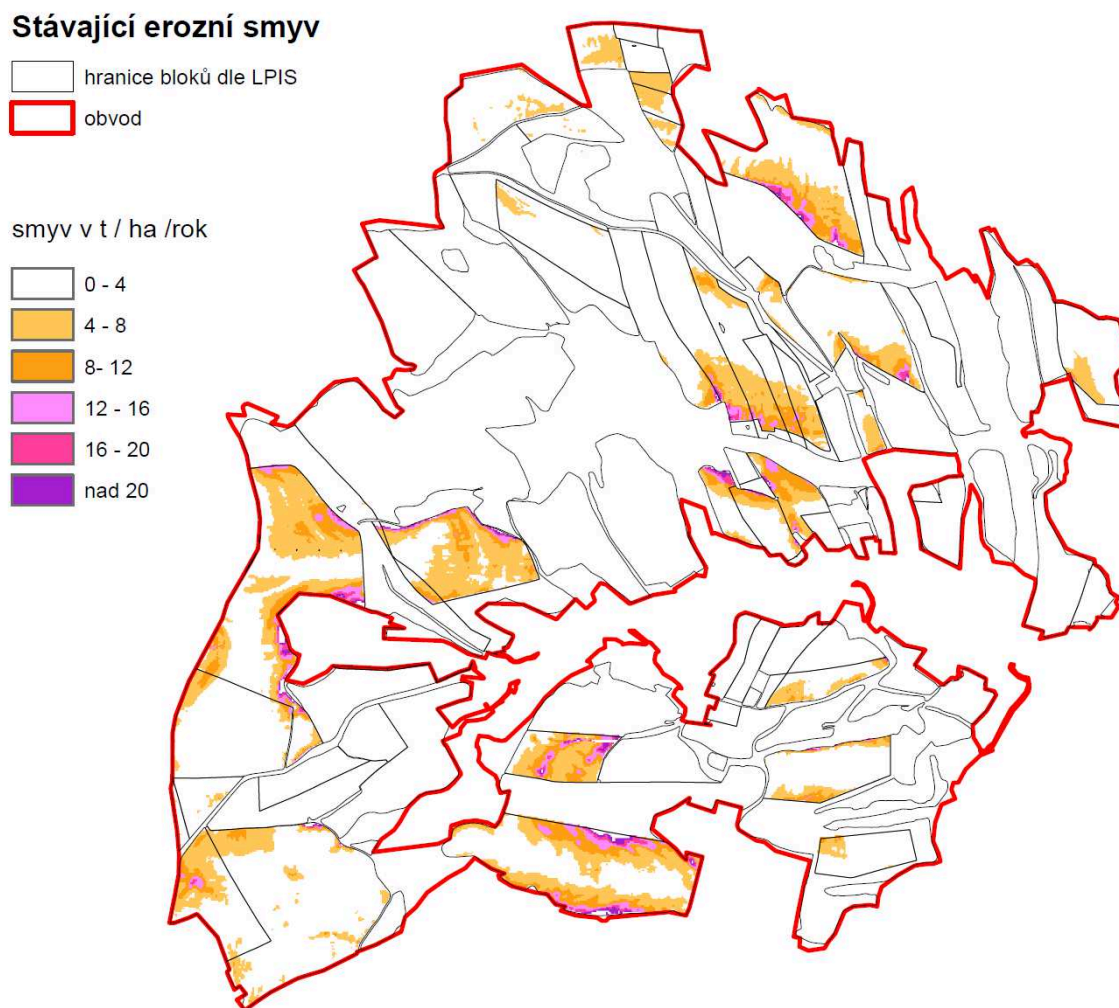 Stávající erozní smyv
hranice bloků dle LPIS
obvod
smyv v t / ha /rok
0 - 4
4 - 8
8- 12
12 - 16
16 - 20
nad 20